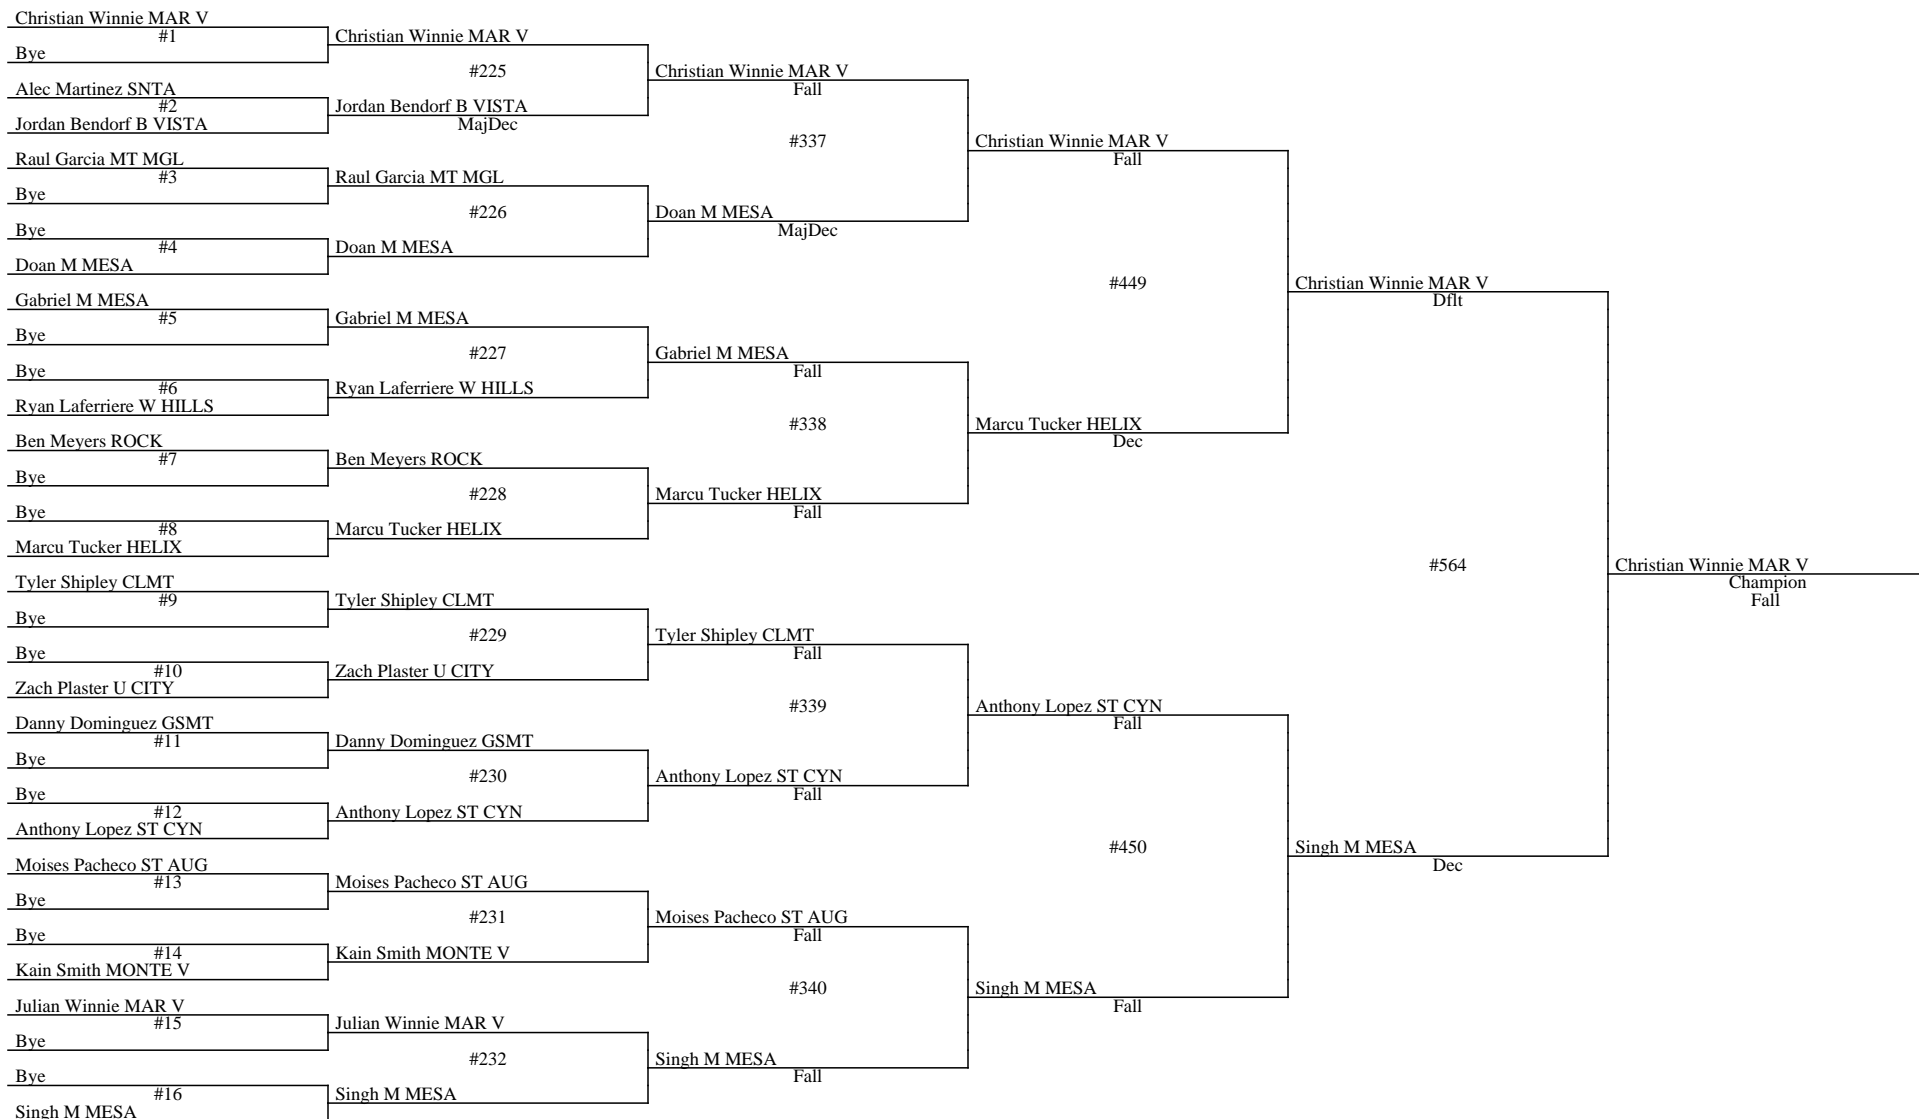 Christian Winnie MAR V
#1
Bye
Alec Martinez SNTA
#2
Jordan Bendorf B VISTA
Raul Garcia MT MGL
#3
Bye
Bye
#4
Doan M MESA
Gabriel M MESA
#5
Bye
Bye
#6
Ryan Laferriere W HILLS
Ben Meyers ROCK
#7
Bye
Bye
#8
Marcu Tucker HELIX
Tyler Shipley CLMT
#9
Bye
Bye
#10
Zach Plaster U CITY
Danny Dominguez GSMT
#11
Bye
Bye
#12
Anthony Lopez ST CYN
Moises Pacheco ST AUG
#13
Bye
Bye
#14
Kain Smith MONTE V
Julian Winnie MAR V
#15
Bye
Bye
#16
Singh M MESA
Christian Winnie MAR V
#225
Jordan Bendorf B VISTA
MajDec
Raul Garcia MT MGL
#226
Doan M MESA
Gabriel M MESA
#227
Ryan Laferriere W HILLS
Ben Meyers ROCK
#228
Marcu Tucker HELIX
Tyler Shipley CLMT
#229
Zach Plaster U CITY
Danny Dominguez GSMT
#230
Anthony Lopez ST CYN
Moises Pacheco ST AUG
#231
Kain Smith MONTE V
Julian Winnie MAR V
#232
Singh M MESA
Christian Winnie MAR V
Fall
#337
Doan M MESA
MajDec
Gabriel M MESA
Fall
#338
Marcu Tucker HELIX
Fall
Tyler Shipley CLMT
Fall
#339
Anthony Lopez ST CYN
Fall
Moises Pacheco ST AUG
Fall
#340
Singh M MESA
Fall
Christian Winnie MAR V
Fall
#449
Marcu Tucker HELIX
Dec
Anthony Lopez ST CYN
Fall
#450
Singh M MESA
Fall
Christian Winnie MAR V
Dflt
#564
Singh M MESA
Dec
Christian Winnie MAR V
Champion
Fall